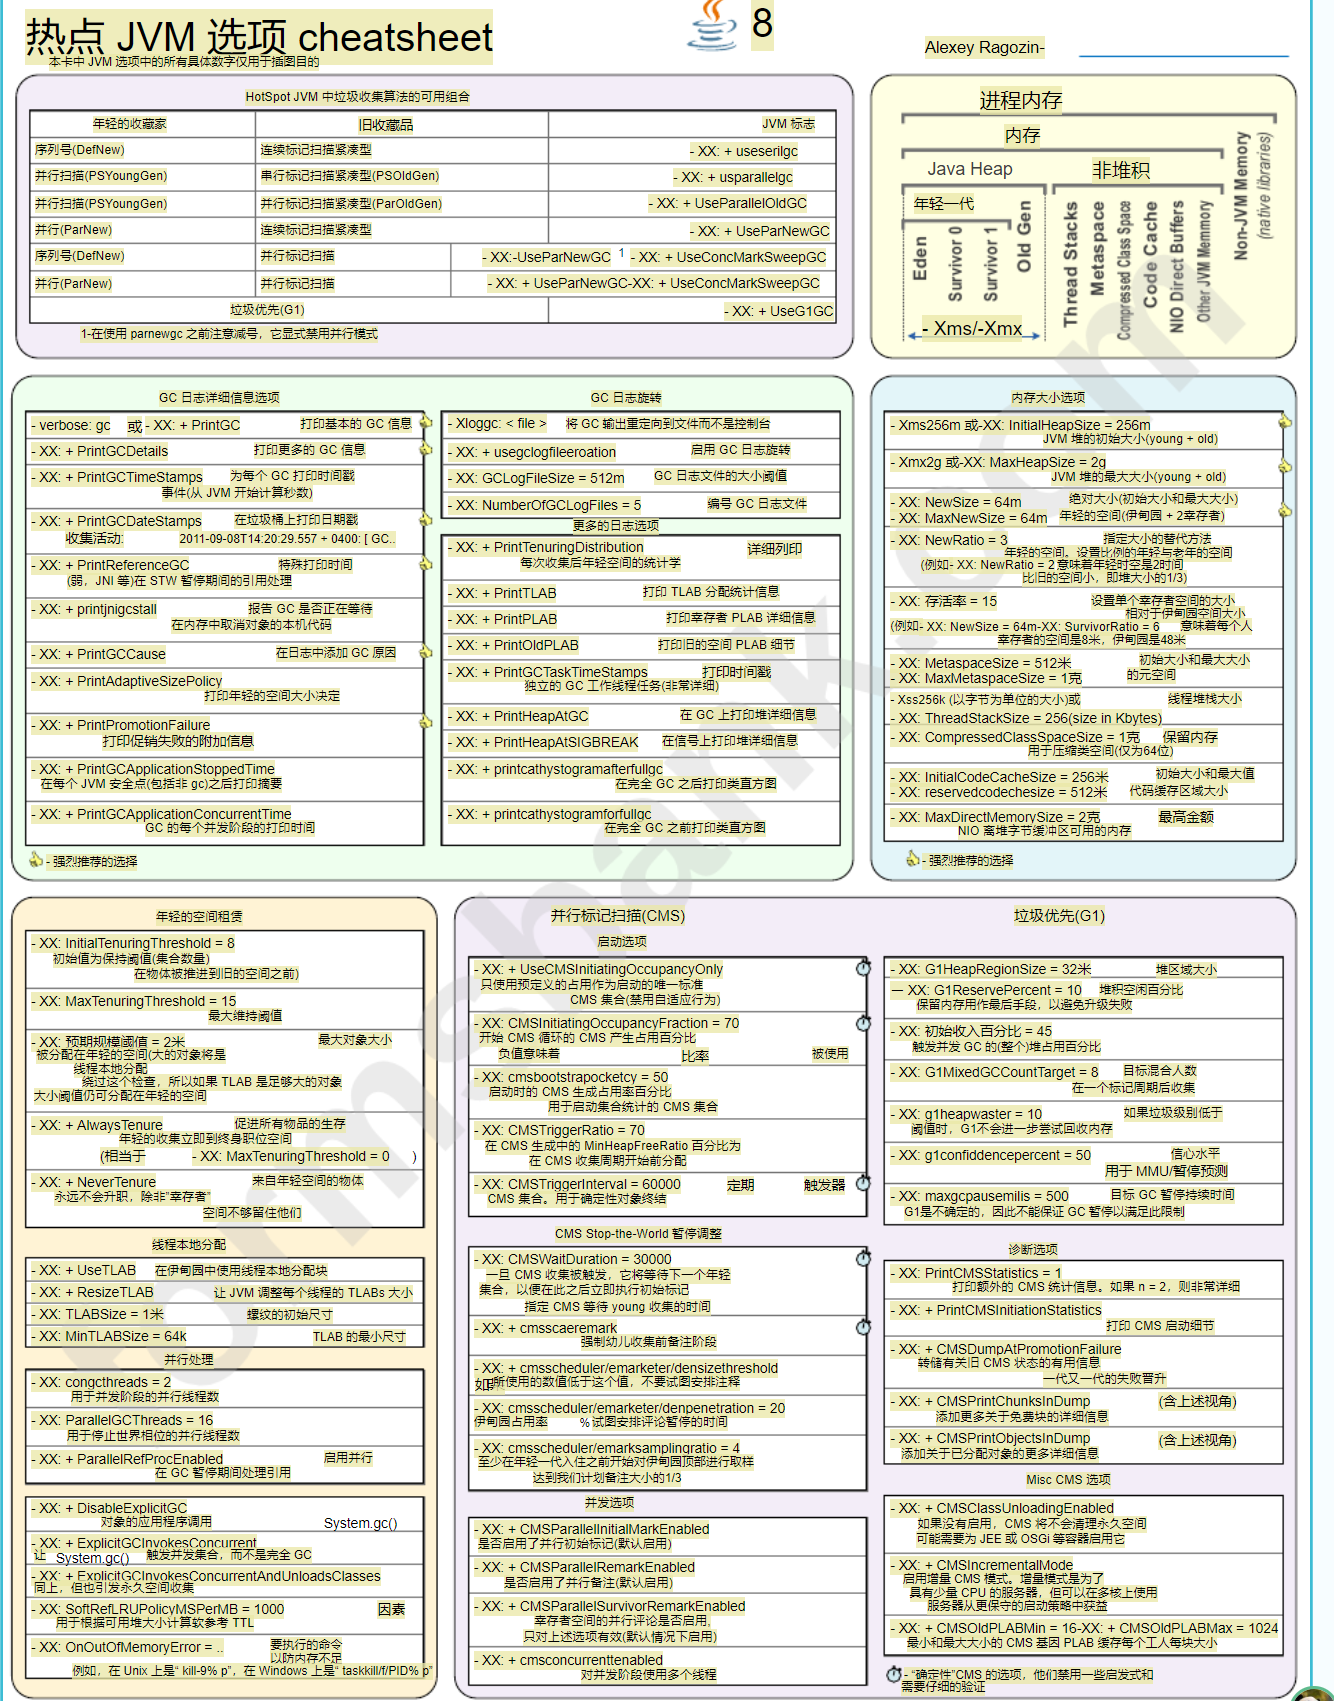 热点 JVM 选项 cheatsheet
8
Alexey Ragozin-
本卡中 JVM 选项中的所有具体数字仅用于插图目的
HotSpot JVM 中垃圾收集算法的可用组合
年轻的收藏家 旧收藏品 JVM 标志
序列号(DefNew) 连续标记扫描紧凑型 - XX: + useserilgc
并行扫描(PSYoungGen) 串行标记扫描紧凑型(PSOldGen) - XX: + usparallelgc
并行扫描(PSYoungGen) 并行标记扫描紧凑型(ParOldGen) - XX: + UseParallelOldGC
并行(ParNew) 连续标记扫描紧凑型 - XX: + UseParNewGC
序列号(DefNew) 并行标记扫描 - XX:-UseParNewGC 1 - XX: + UseConcMarkSweepGC
并行(ParNew) 并行标记扫描 - XX: + UseParNewGC-XX: + UseConcMarkSweepGC
垃圾优先(G1) - XX: + UseG1GC
1-在使用 parnewgc 之前注意减号，它显式禁用并行模式
进程内存
内存
Java Heap 非堆积
年轻一代
Eden
Survivor 0
Survivor 1
Old Gen
Thread Stacks
Metaspace
Compressed Class Space
Code Cache
NIO Direct Buffers
Other JVM Memmory
Non-JVM Memory
(native libraries)
- Xms/-Xmx
GC 日志详细信息选项
- verbose: gc 或 - XX: + PrintGC 打印基本的 GC 信息
- XX: + PrintGCDetails 打印更多的 GC 信息
- XX: + PrintGCTimeStamps 为每个 GC 打印时间戳
事件(从 JVM 开始计算秒数)
- XX: + PrintGCDateStamps 在垃圾桶上打印日期戳
收集活动: 2011-09-08T14:20:29.557 + 0400: [ GC..
- XX: + PrintReferenceGC 特殊打印时间
(弱，JNI 等)在 STW 暂停期间的引用处理
- XX: + printjnigcstall 报告 GC 是否正在等待
在内存中取消对象的本机代码
- XX: + PrintGCCause 在日志中添加 GC 原因
- XX: + PrintAdaptiveSizePolicy
打印年轻的空间大小决定
- XX: + PrintPromotionFailure
打印促销失败的附加信息
- XX: + PrintGCApplicationStoppedTime
在每个 JVM 安全点(包括非 gc)之后打印摘要
- XX: + PrintGCApplicationConcurrentTime
GC 的每个并发阶段的打印时间
- 强烈推荐的选择
GC 日志旋转
- Xloggc: < file > 将 GC 输出重定向到文件而不是控制台
- XX: + usegclogfileeroation 启用 GC 日志旋转
- XX: GCLogFileSize = 512m GC 日志文件的大小阈值
- XX: NumberOfGCLogFiles = 5 编号 GC 日志文件
更多的日志选项
- XX: + PrintTenuringDistribution 详细列印
每次收集后年轻空间的统计学
- XX: + PrintTLAB 打印 TLAB 分配统计信息
- XX: + PrintPLAB 打印幸存者 PLAB 详细信息
- XX: + PrintOldPLAB 打印旧的空间 PLAB 细节
- XX: + PrintGCTaskTimeStamps 打印时间戳
独立的 GC 工作线程任务(非常详细)
- XX: + PrintHeapAtGC 在 GC 上打印堆详细信息
- XX: + PrintHeapAtSIGBREAK 在信号上打印堆详细信息
- XX: + printcathystogramafterfullgc
在完全 GC 之后打印类直方图
- XX: + printcathystogramforfullgc
在完全 GC 之前打印类直方图
内存大小选项
- Xms256m 或-XX: InitialHeapSize = 256m
JVM 堆的初始大小(young + old)
- Xmx2g 或-XX: MaxHeapSize = 2g
JVM 堆的最大大小(young + old)
- XX: NewSize = 64m 绝对大小(初始大小和最大大小)
- XX: MaxNewSize = 64m 年轻的空间(伊甸园 + 2幸存者)
- XX: NewRatio = 3 指定大小的替代方法
年轻的空间。设置比例的年轻与老年的空间
(例如- XX: NewRatio = 2 意味着年轻时空是2时间
比旧的空间小，即堆大小的1/3)
- XX: 存活率 = 15 设置单个幸存者空间的大小
相对于伊甸园空间大小
(例如- XX: NewSize = 64m-XX: SurvivorRatio = 6 意味着每个人
幸存者的空间是8米，伊甸园是48米
- XX: MetaspaceSize = 512米 初始大小和最大大小
- XX: MaxMetaspaceSize = 1克 的元空间
- Xss256k (以字节为单位的大小)或 线程堆栈大小
- XX: ThreadStackSize = 256(size in Kbytes)
- XX: CompressedClassSpaceSize = 1克 保留内存
用于压缩类空间(仅为64位)
- XX: InitialCodeCacheSize = 256米 初始大小和最大值
- XX: reservedcodechesize = 512米 代码缓存区域大小
- XX: MaxDirectMemorySize = 2克 最高金额
NIO 离堆字节缓冲区可用的内存
- 强烈推荐的选择
年轻的空间租赁
- XX: InitialTenuringThreshold = 8
初始值为保持阈值(集合数量)
在物体被推进到旧的空间之前)
- XX: MaxTenuringThreshold = 15
最大维持阈值
- XX: 预期规模阈值 = 2米 最大对象大小
被分配在年轻的空间(大的对象将是
线程本地分配
绕过这个检查，所以如果 TLAB 是足够大的对象
大小阈值仍可分配在年轻的空间
- XX: + AlwaysTenure 促进所有物品的生存
年轻的收集立即到终身职位空间
(相当于 - XX: MaxTenuringThreshold = 0 )
- XX: + NeverTenure 来自年轻空间的物体
永远不会升职，除非“幸存者”
空间不够留住他们
线程本地分配
- XX: + UseTLAB 在伊甸园中使用线程本地分配块
- XX: + ResizeTLAB 让 JVM 调整每个线程的 TLABs 大小
- XX: TLABSize = 1米 螺纹的初始尺寸
- XX: MinTLABSize = 64k TLAB 的最小尺寸
并行处理
- XX: congcthreads = 2
用于并发阶段的并行线程数
- XX: ParallelGCThreads = 16
用于停止世界相位的并行线程数
- XX: + ParallelRefProcEnabled 启用并行
在 GC 暂停期间处理引用
- XX: + DisableExplicitGC
对象的应用程序调用 System.gc()
- XX: + ExplicitGCInvokesConcurrent
让 System.gc() 触发并发集合，而不是完全 GC
- XX: + ExplicitGCInvokesConcurrentAndUnloadsClasses
同上，但也引发永久空间收集
- XX: SoftRefLRUPolicyMSPerMB = 1000 因素
用于根据可用堆大小计算软参考 TTL
- XX: OnOutOfMemoryError = .. 要执行的命令
以防内存不足
例如，在 Unix 上是“ kill-9% p”，在 Windows 上是“ taskkill/f/PID% p”
并行标记扫描(CMS)
启动选项
- XX: + UseCMSInitiatingOccupancyOnly
只使用预定义的占用作为启动的唯一标准
CMS 集合(禁用自适应行为)
- XX: CMSInitiatingOccupancyFraction = 70
开始 CMS 循环的 CMS 产生占用百分比
负值意味着 比率 被使用
- XX: cmsbootstrapocketcy = 50
启动时的 CMS 生成占用率百分比
用于启动集合统计的 CMS 集合
- XX: CMSTriggerRatio = 70
在 CMS 生成中的 MinHeapFreeRatio 百分比为
在 CMS 收集周期开始前分配
- XX: CMSTriggerInterval = 60000 定期 触发器
CMS 集合。用于确定性对象终结
CMS Stop-the-World 暂停调整
- XX: CMSWaitDuration = 30000
一旦 CMS 收集被触发，它将等待下一个年轻
集合，以便在此之后立即执行初始标记
指定 CMS 等待 young 收集的时间
- XX: + cmsscaeremark
强制幼儿收集前备注阶段
- XX: + cmsscheduler/emarketer/densizethreshold
如果所使用的数值低于这个值，不要试图安排注释
- XX: cmsscheduler/emarketer/denpenetration = 20
伊甸园占用率 % 试图安排评论暂停的时间
- XX: cmsscheduler/emarksamplingratio = 4
至少在年轻一代入住之前开始对伊甸园顶部进行取样
达到我们计划备注大小的1/3
并发选项
- XX: + CMSParallelInitialMarkEnabled
是否启用了并行初始标记(默认启用)
- XX: + CMSParallelRemarkEnabled
是否启用了并行备注(默认启用)
- XX: + CMSParallelSurvivorRemarkEnabled
幸存者空间的并行评论是否启用，
只对上述选项有效(默认情况下启用)
- XX: + cmsconcurrenttenabled
对并发阶段使用多个线程
垃圾优先(G1)
- XX: G1HeapRegionSize = 32米 堆区域大小
— XX: G1ReservePercent = 10 堆积空闲百分比
保留内存用作最后手段，以避免升级失败
- XX: 初始收入百分比 = 45
触发并发 GC 的(整个)堆占用百分比
- XX: G1MixedGCCountTarget = 8 目标混合人数
在一个标记周期后收集
- XX: g1heapwaster = 10 如果垃圾级别低于
阈值时，G1不会进一步尝试回收内存
- XX: g1confiddencepercent = 50 信心水平
用于 MMU/暂停预测
- XX: maxgcpausemilis = 500 目标 GC 暂停持续时间
G1是不确定的，因此不能保证 GC 暂停以满足此限制
诊断选项
- XX: PrintCMSStatistics = 1
打印额外的 CMS 统计信息。如果 n = 2，则非常详细
- XX: + PrintCMSInitiationStatistics
打印 CMS 启动细节
- XX: + CMSDumpAtPromotionFailure
转储有关旧 CMS 状态的有用信息
一代又一代的失败晋升
- XX: + CMSPrintChunksInDump (含上述视角)
添加更多关于免费块的详细信息
- XX: + CMSPrintObjectsInDump (含上述视角)
添加关于已分配对象的更多详细信息
Misc CMS 选项
- XX: + CMSClassUnloadingEnabled
如果没有启用，CMS 将不会清理永久空间
可能需要为 JEE 或 OSGi 等容器启用它
- XX: + CMSIncrementalMode
启用增量 CMS 模式。增量模式是为了
具有少量 CPU 的服务器，但可以在多核上使用
服务器从更保守的启动策略中获益
- XX: + CMSOldPLABMin = 16-XX: + CMSOldPLABMax = 1024
最小和最大大小的 CMS 基因 PLAB 缓存每个工人每块大小
- “确定性”CMS 的选项，他们禁用一些启发式和
需要仔细的验证